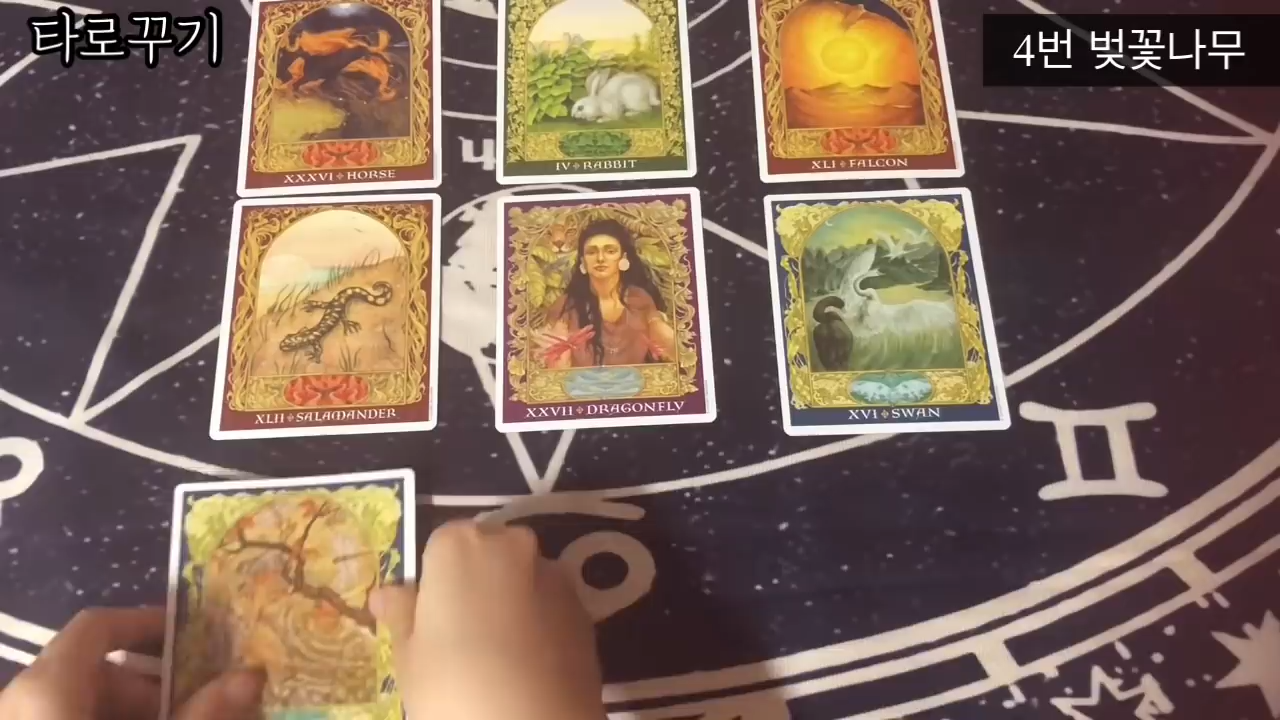 타로꾸기
4번 벚꽃나무
XXXVI HORSE
IV RABBIT
XLI FALCON
XLII SALAMANDER
XXVII DRAGONFLY
XVI SWAN